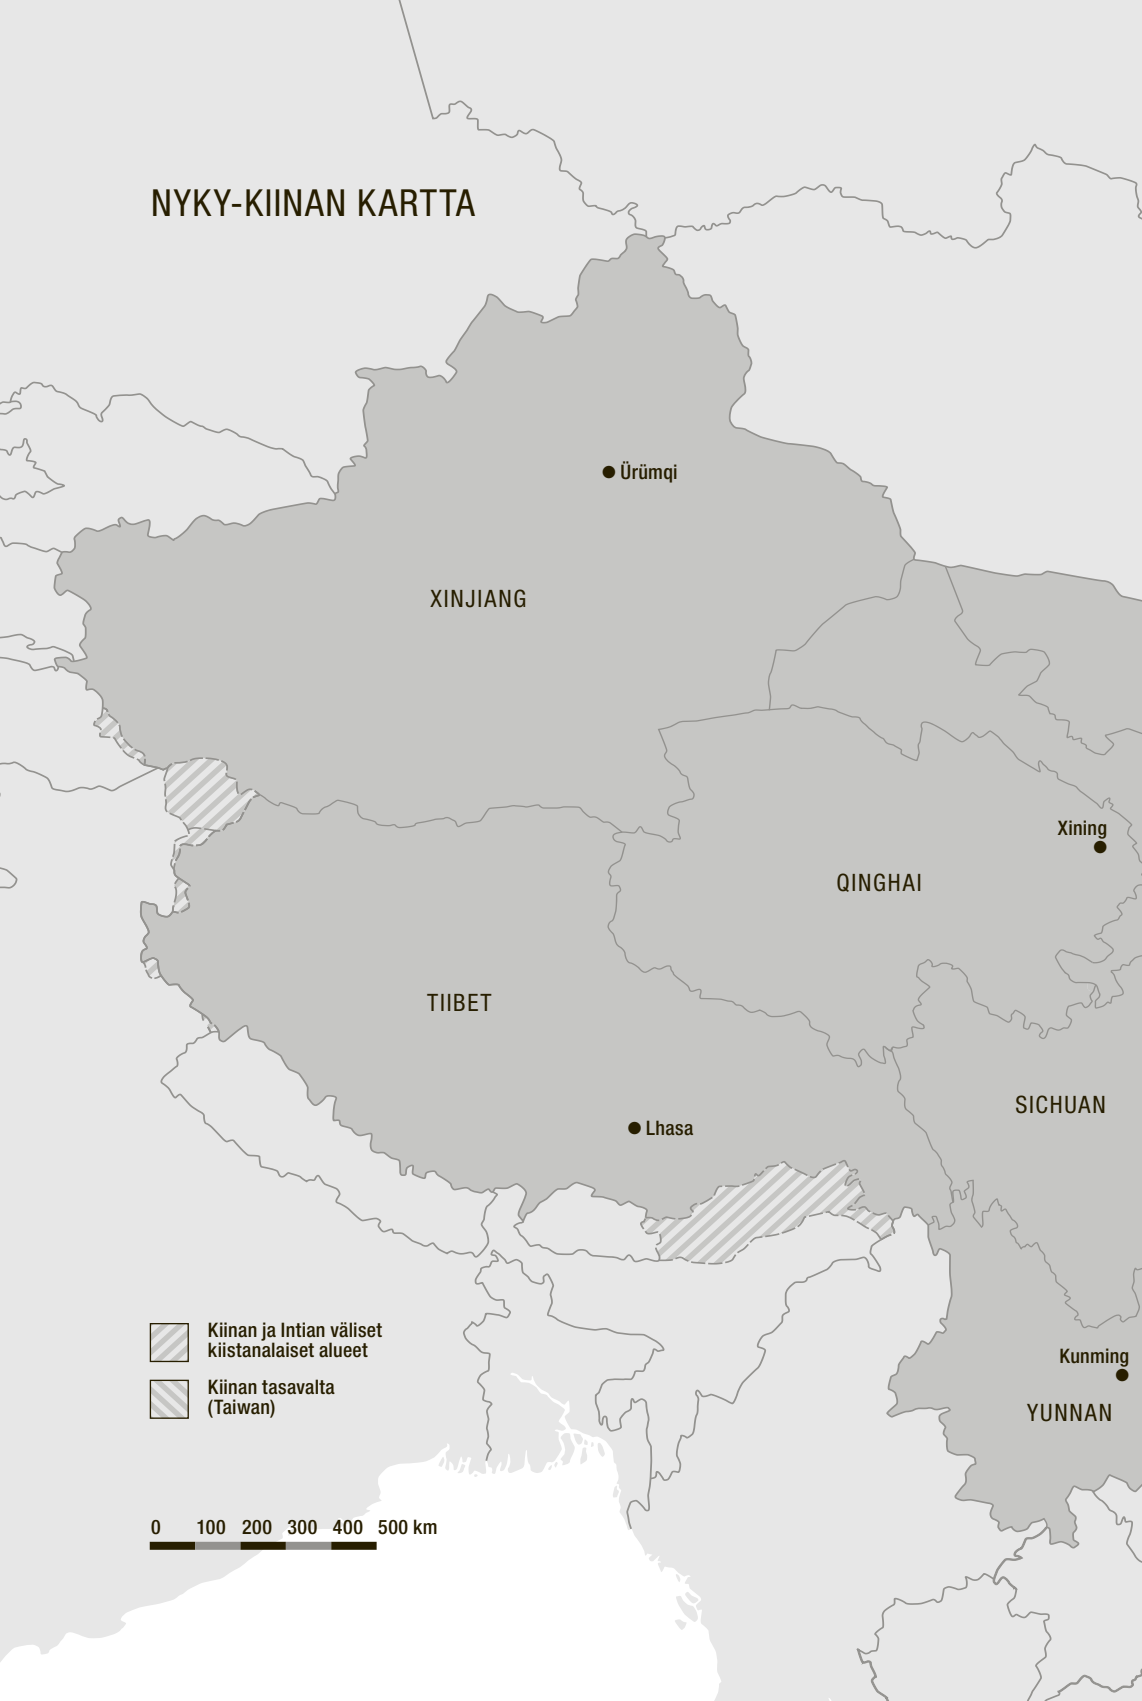 NYKY-KIINAN KARTTA
Ürümqi
XINJIANG
Xining
QINGHAI
TIIBET
SICHUAN
Lhasa
Kiinan ja Intian väliset
kiistanalaiset alueet
Kiinan tasavalta
(Taiwan)
Kunming
YUNNAN
0 100 200 300 400 500 km